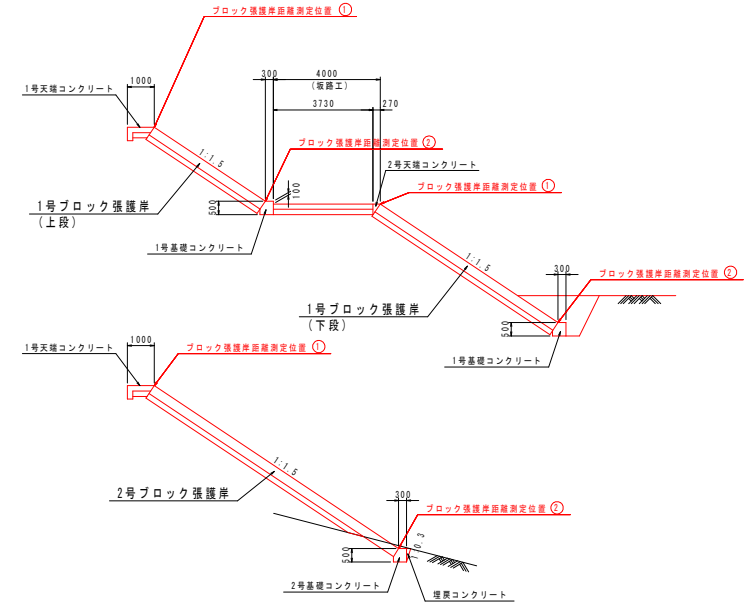 ブロック張護岸距離測定位置 ①
1000
300
4000
(坂路工)
1号天端コンクリート
3730
270
ブロック張護岸距離測定位置 ②
1:1.5
2号天端コンクリート
ブロック張護岸距離測定位置 ①
100
500
1号ブロック張護岸
(上段)
1号基礎コンクリート
1:1.5
300
ブロック張護岸距離測定位置 ②
1号ブロック張護岸
(下段)
500
1号基礎コンクリート
1000
1号天端コンクリート
ブロック張護岸距離測定位置 ①
1:1.5
2号ブロック張護岸
300
ブロック張護岸距離測定位置 ②
500
2号基礎コンクリート
埋戻コンクリート